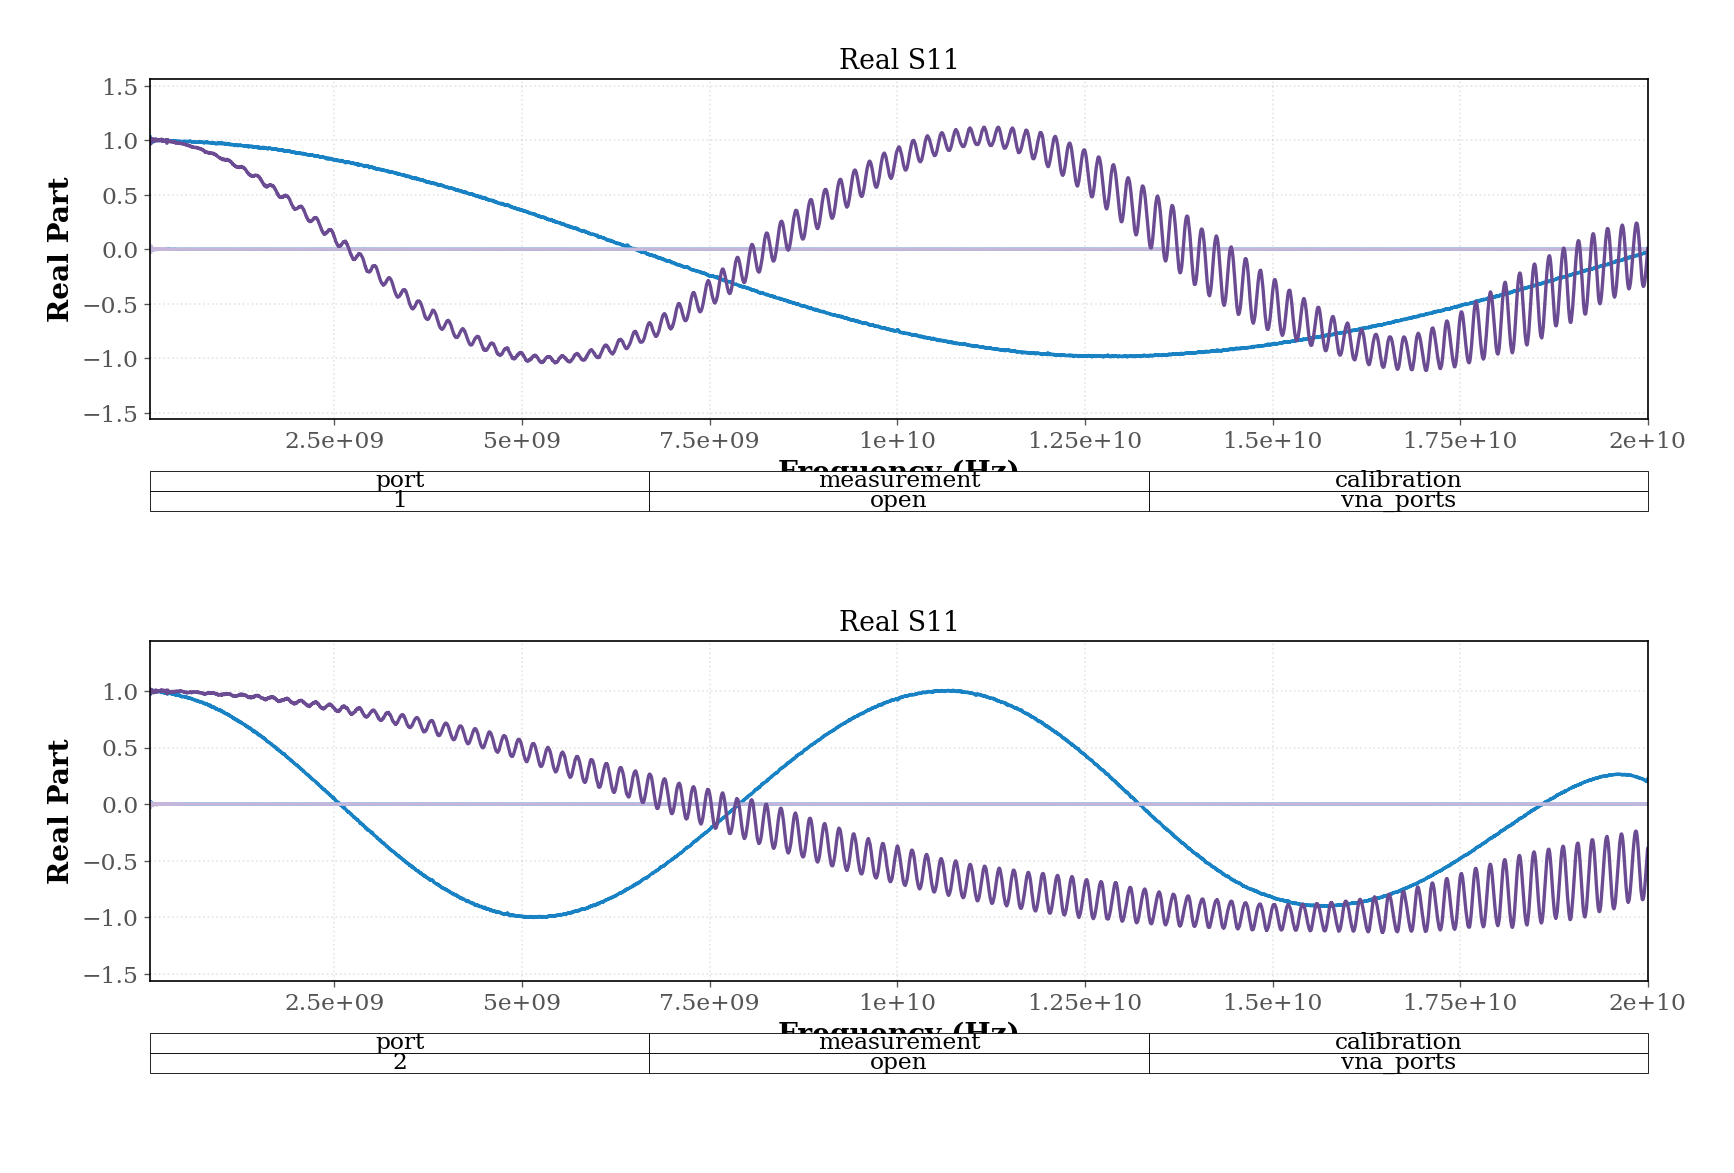 Real S11
1.5
1.0
0.5
0.0
−0.5
−1.0
−1.5
Real Part
2.5e+09 5e+09 7.5e+09 1e+10 1.25e+10 1.5e+10 1.75e+10 2e+10
Frequency (Hz)
port measurement calibration
1 open vna_ports
Real S11
1.0
0.5
0.0
−0.5
−1.0
−1.5
Real Part
2.5e+09 5e+09 7.5e+09 1e+10 1.25e+10 1.5e+10 1.75e+10 2e+10
Frequency (Hz)
port measurement calibration
2 open vna_ports